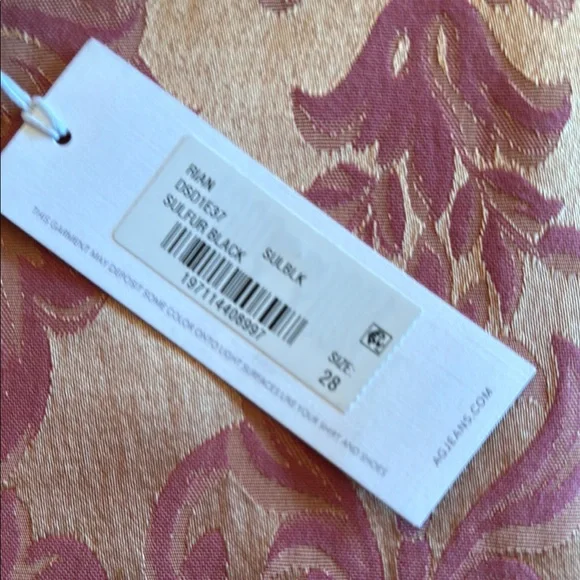 RIAN
DSD1E37
SULFUR BLACK SULBLK
197114408997
SIZE:
28
THIS GARMENT MAY DEPOSIT SOME COLOR ONTO LIGHT SURFACES LIKE YOUR SHIRT AND SHOES
AGJEANS.COM